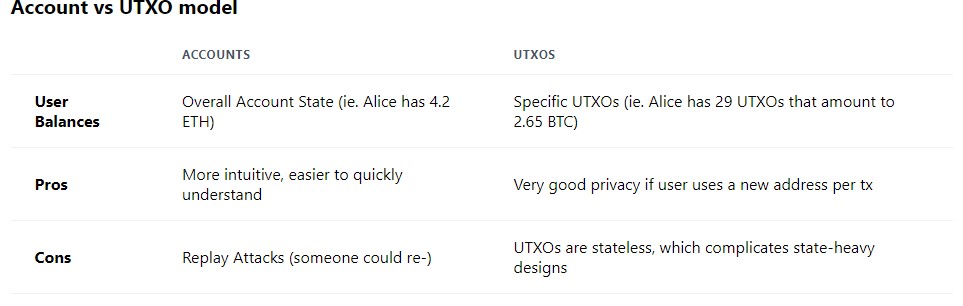 Account vs UTXO model
ACCOUNTS UTXOS
User Balances
Overall Account State (ie. Alice has 4.2
ETH)
Specific UTXOs (ie. Alice has 29 UTXOs that amount to
2.65 BTC)
Pros
More intuitive, easier to quickly
understand
Very good privacy if user uses a new address per tx
Cons
Replay Attacks (someone could re-)
UTXOs are stateless, which complicates state-heavy
designs